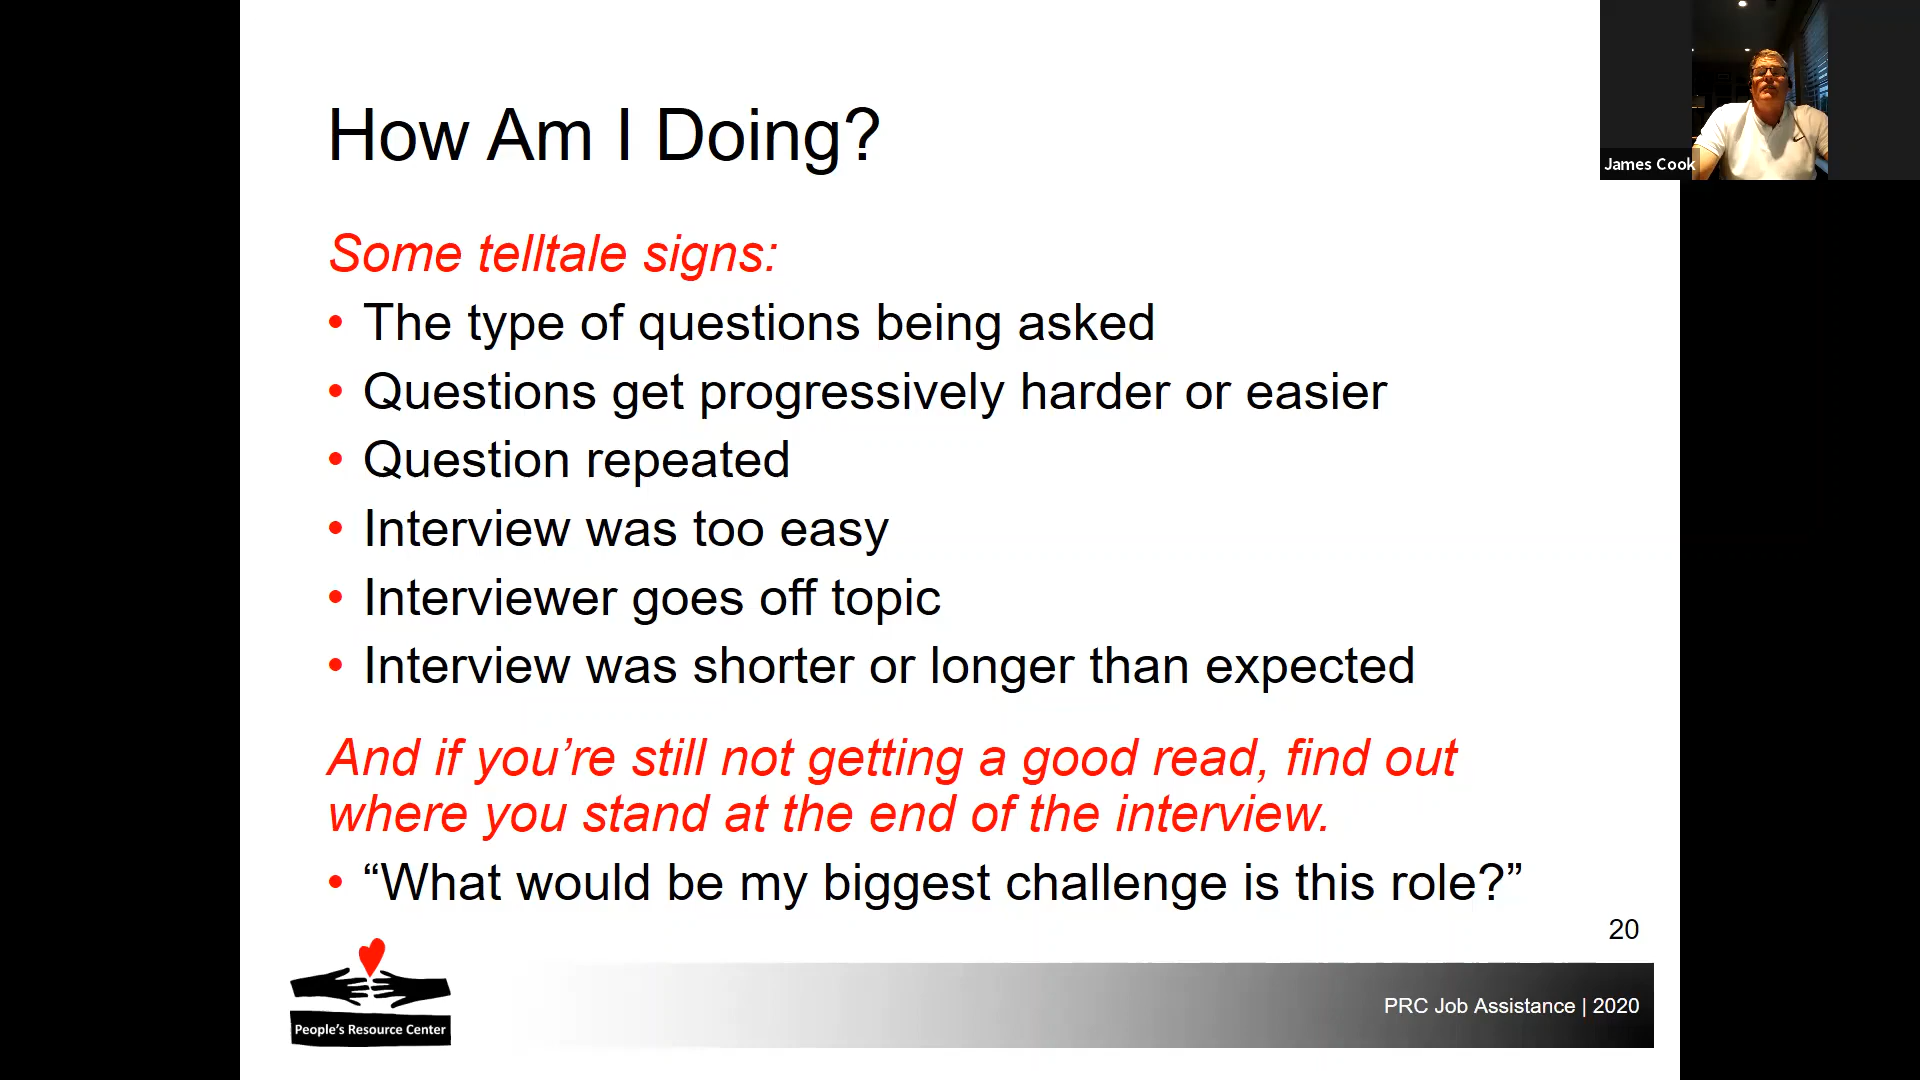 How Am I Doing?
James Cook
Some telltale signs:
• The type of questions being asked
• Questions get progressively harder or easier
• Question repeated
• Interview was too easy
• Interviewer goes off topic
• Interview was shorter or longer than expected
And if you’re still not getting a good read, find out
where you stand at the end of the interview.
• “What would be my biggest challenge is this role?”
20
People’s Resource Center
PRC Job Assistance | 2020